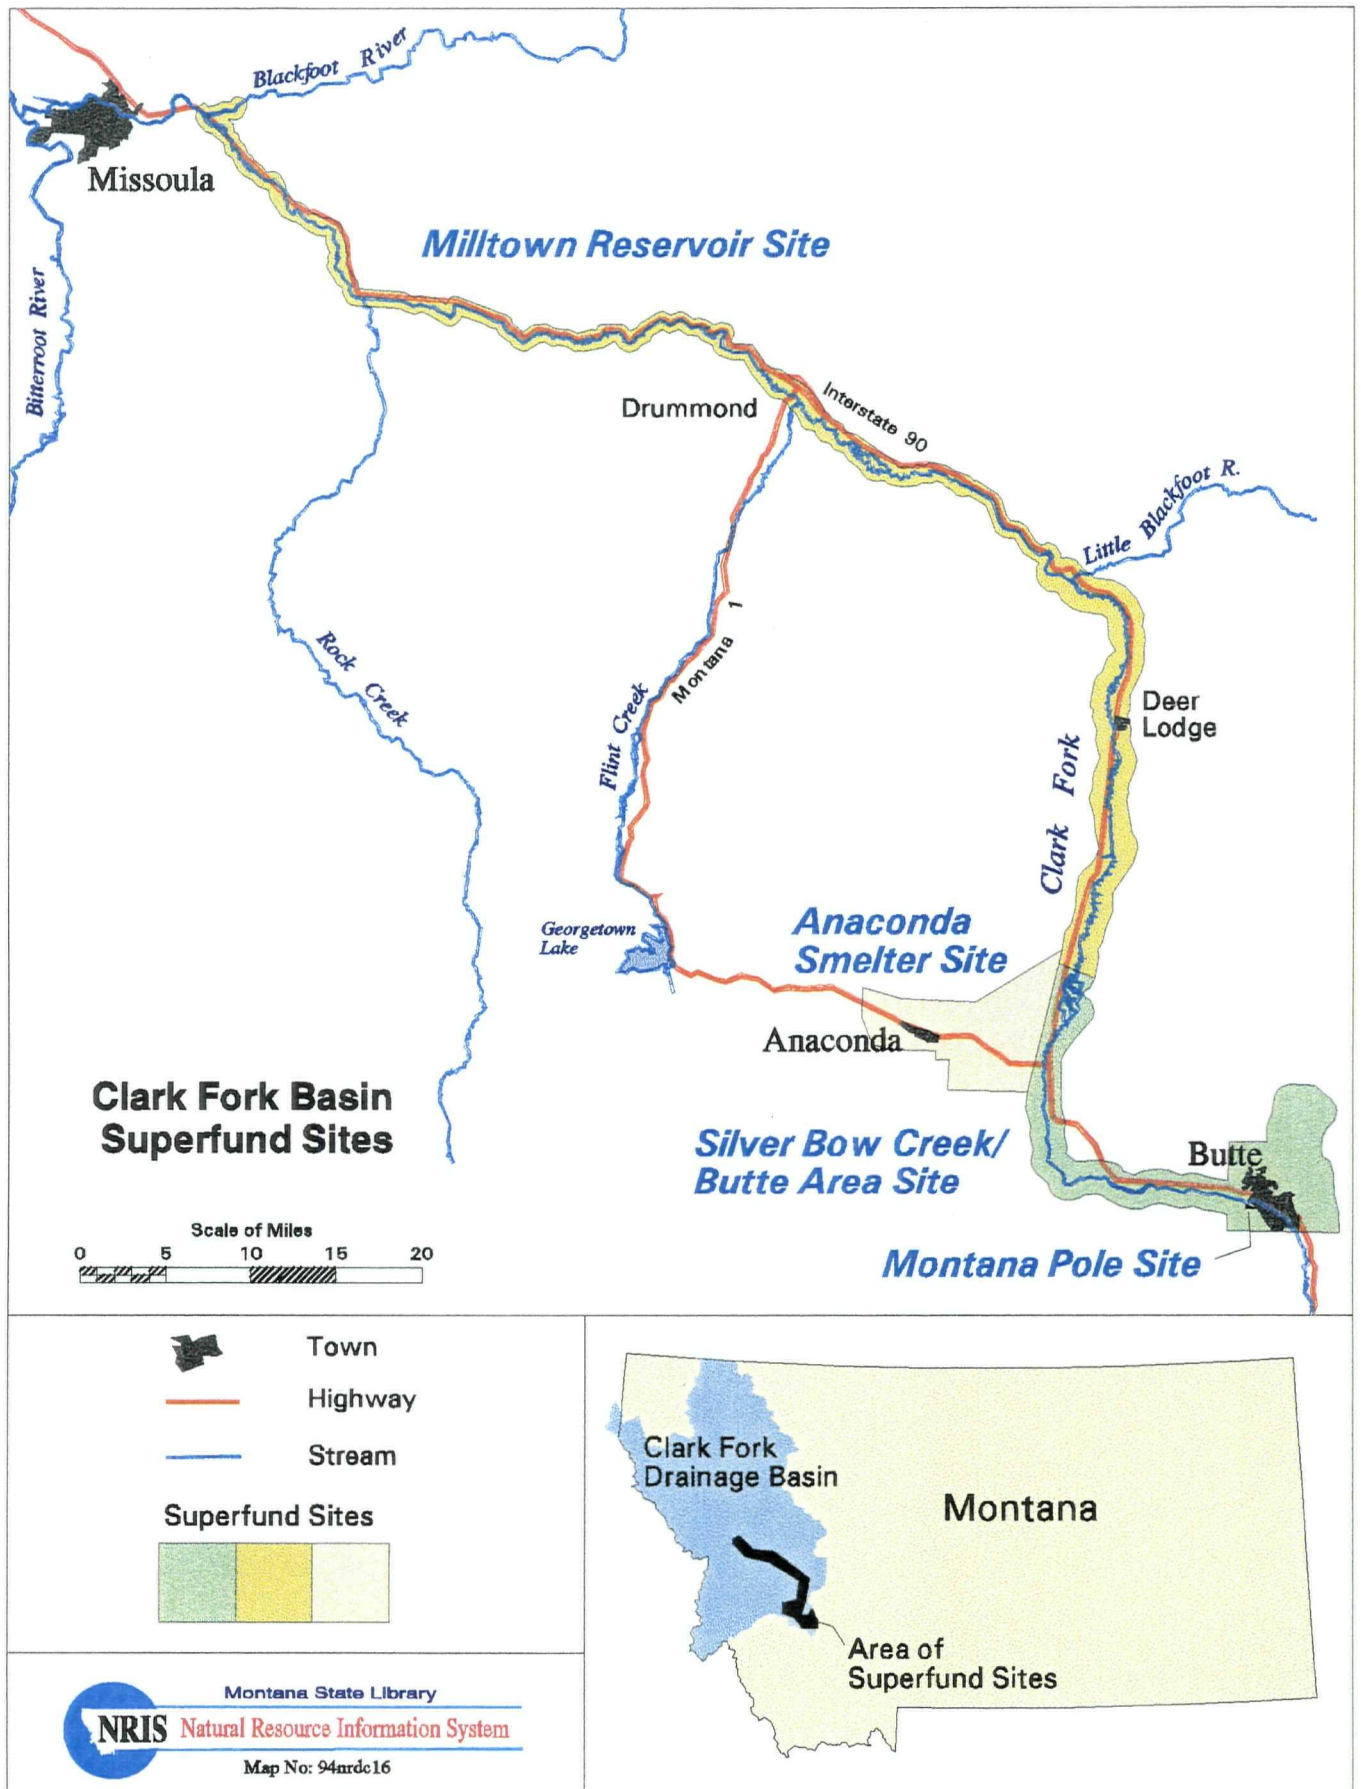 Blackfoot River
Missoula
Milltown Reservoir Site
Bitterroot River
Drummond
Interstate 90
Little Blackfoot R.
Rock Creek
Montana 1
Flint Creek
Deer
Lodge
Clark Fork
Georgetown
Lake
Anaconda
Smelter Site
Anaconda
Clark Fork Basin
Superfund Sites
Silver Bow Creek/
Butte Area Site
Butte
Montana Pole Site
Scale of Miles
0 5 10 15 20
Town
Highway
Stream
Superfund Sites
Clark Fork
Drainage Basin
Montana
Area of
Superfund Sites
Montana State Library
NRIS Natural Resource Information System
Map No: 94nrdc16